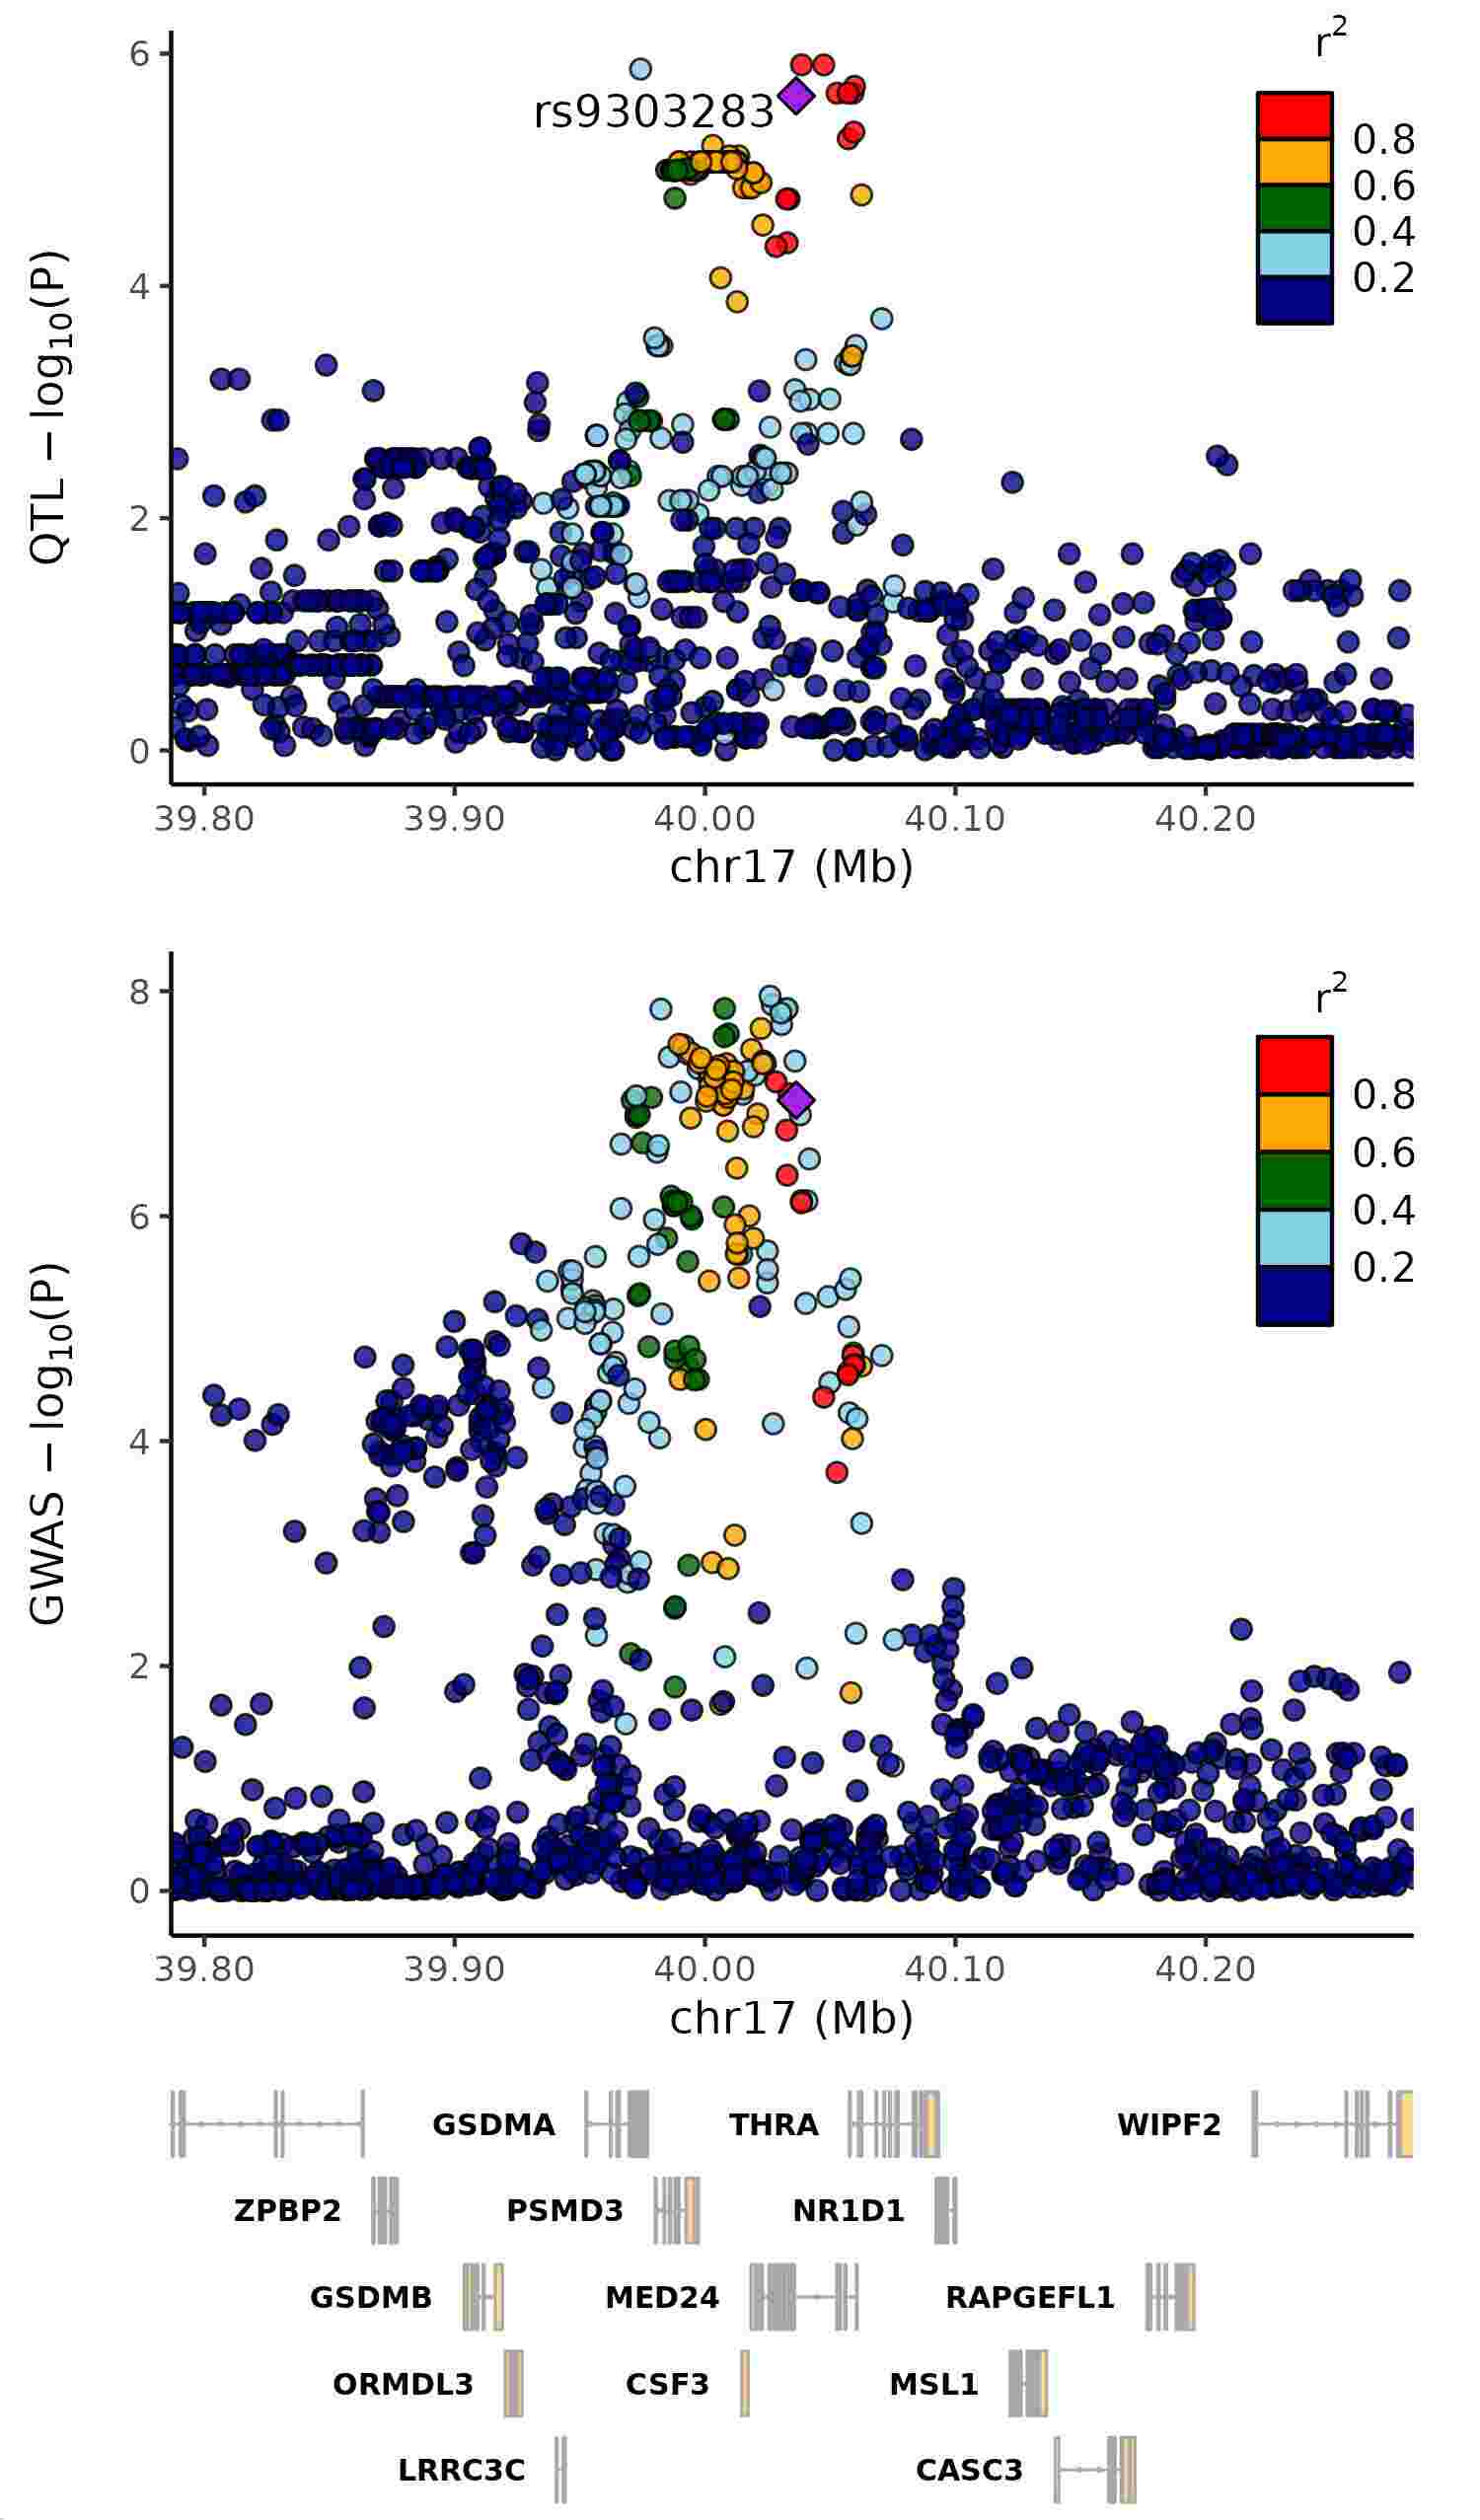 r2
6
rs9303283
0.8
0.6
0.4
0.2
4
2
0
QTL – log10(P)
39.80 39.90 40.00 40.10 40.20
chr17 (Mb)
r2
8
0.8
0.6
0.4
0.2
6
4
2
0
GWAS – log10(P)
39.80 39.90 40.00 40.10 40.20
chr17 (Mb)
GSDMA THRA WIPF2
ZPBP2 PSMD3 NR1D1
GSDMB MED24 RAPGEFL1
ORMDL3 CSF3 MSL1
LRRC3C CASC3